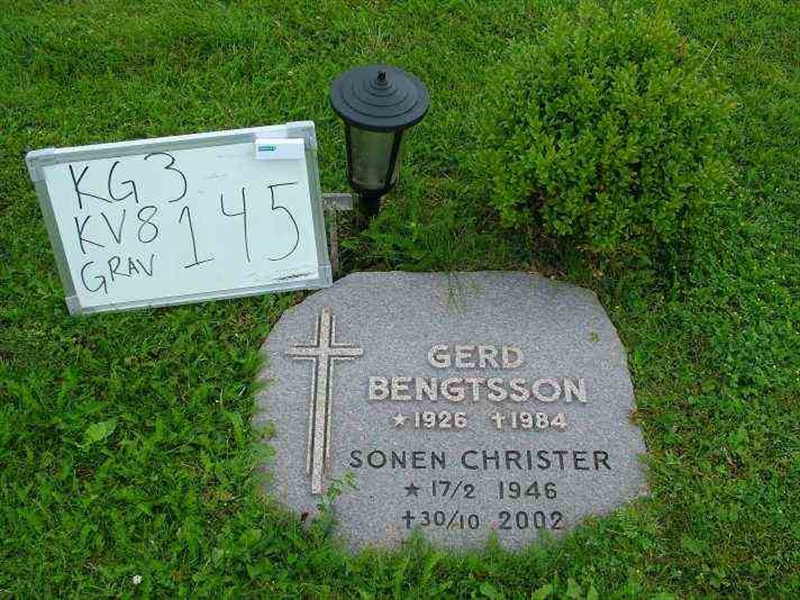 KG3
KV8 145
GRAV
GERD
BENGTSSON
★1926 ✝1984
SONEN CHRISTER
★ 17/2 1946
✝30/10 2002